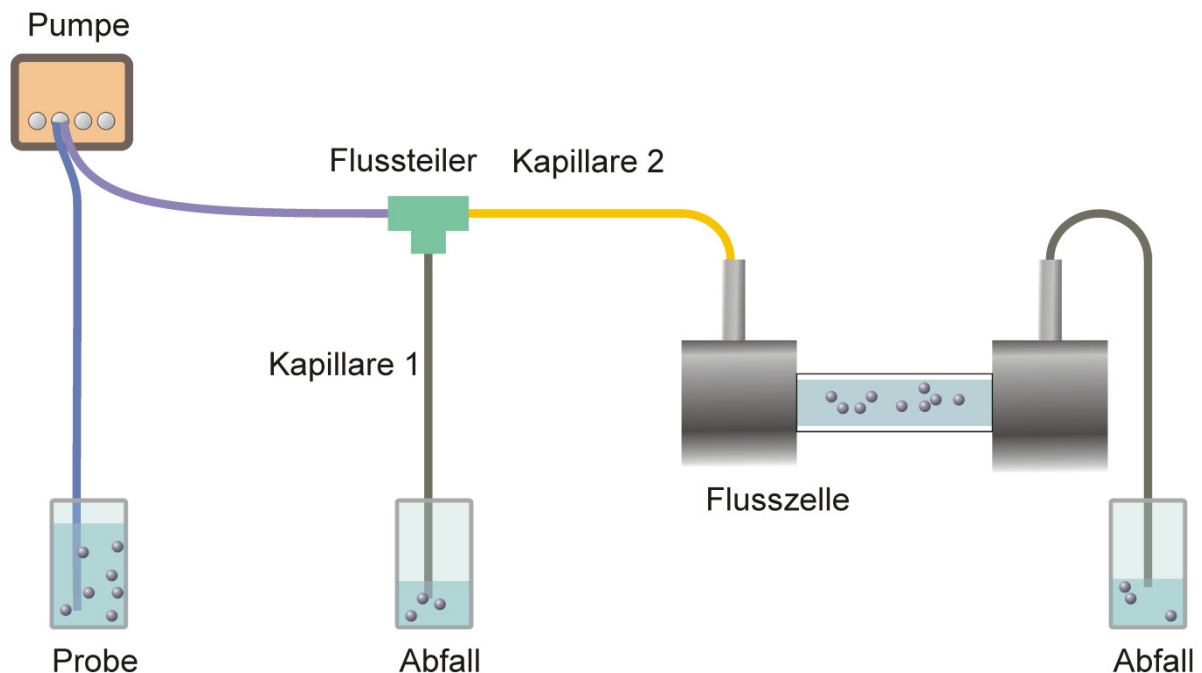 Pumpe
Flussteiler
Kapillare 2
Kapillare 1
Flusszelle
Probe
Abfall
Abfall